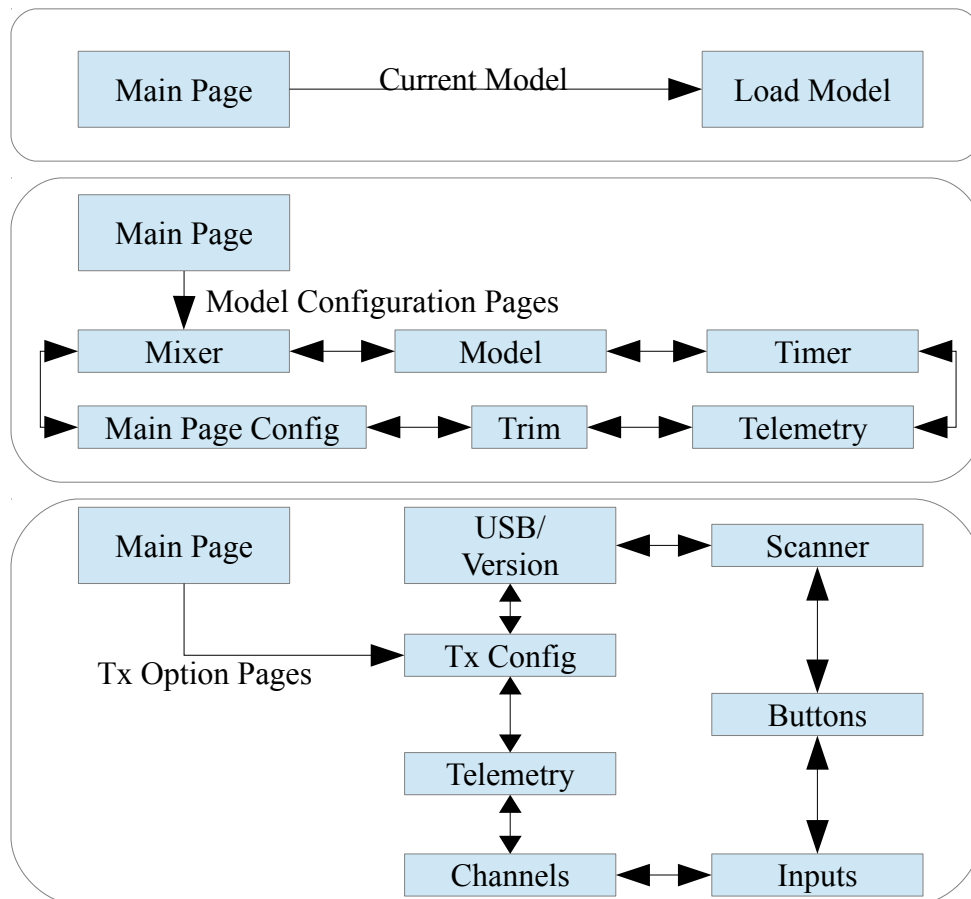 Main Page
Current Model
Load Model
Main Page
Model Configuration Pages
Mixer
Model
Timer
Main Page Config
Trim
Telemetry
Main Page
USB/
Version
Scanner
Tx Config
Tx Option Pages
Buttons
Telemetry
Channels
Inputs